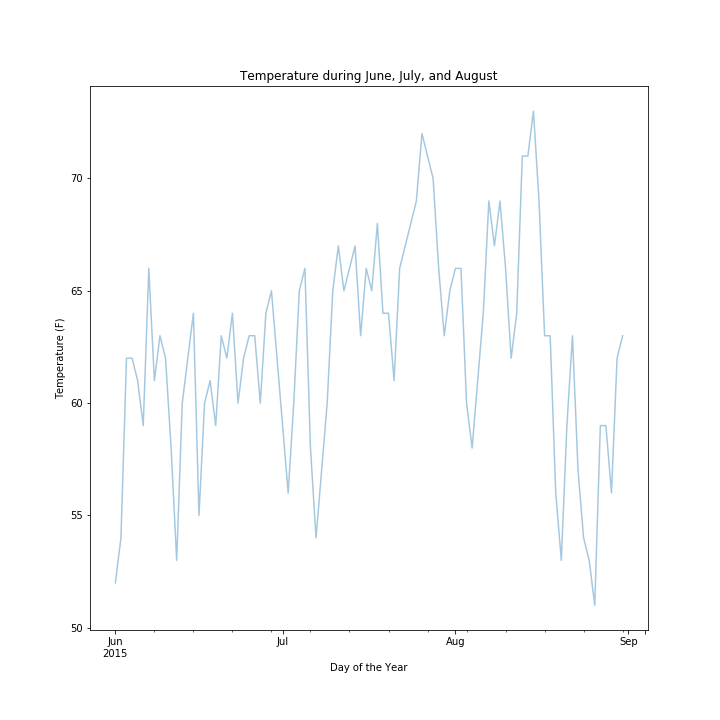 Temperature during June, July, and August
Temperature (F)
70
65
60
55
50
Jun
2015
Jul
Aug
Sep
Day of the Year